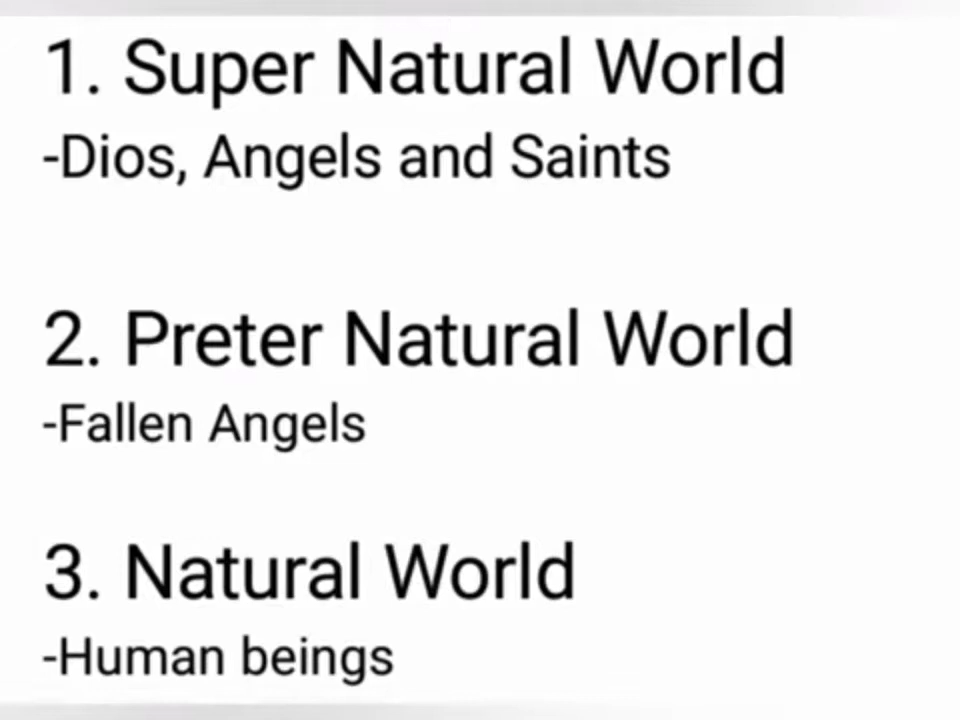 1. Super Natural World
-Dios, Angels and Saints
2. Preter Natural World
-Fallen Angels
3. Natural World
-Human beings